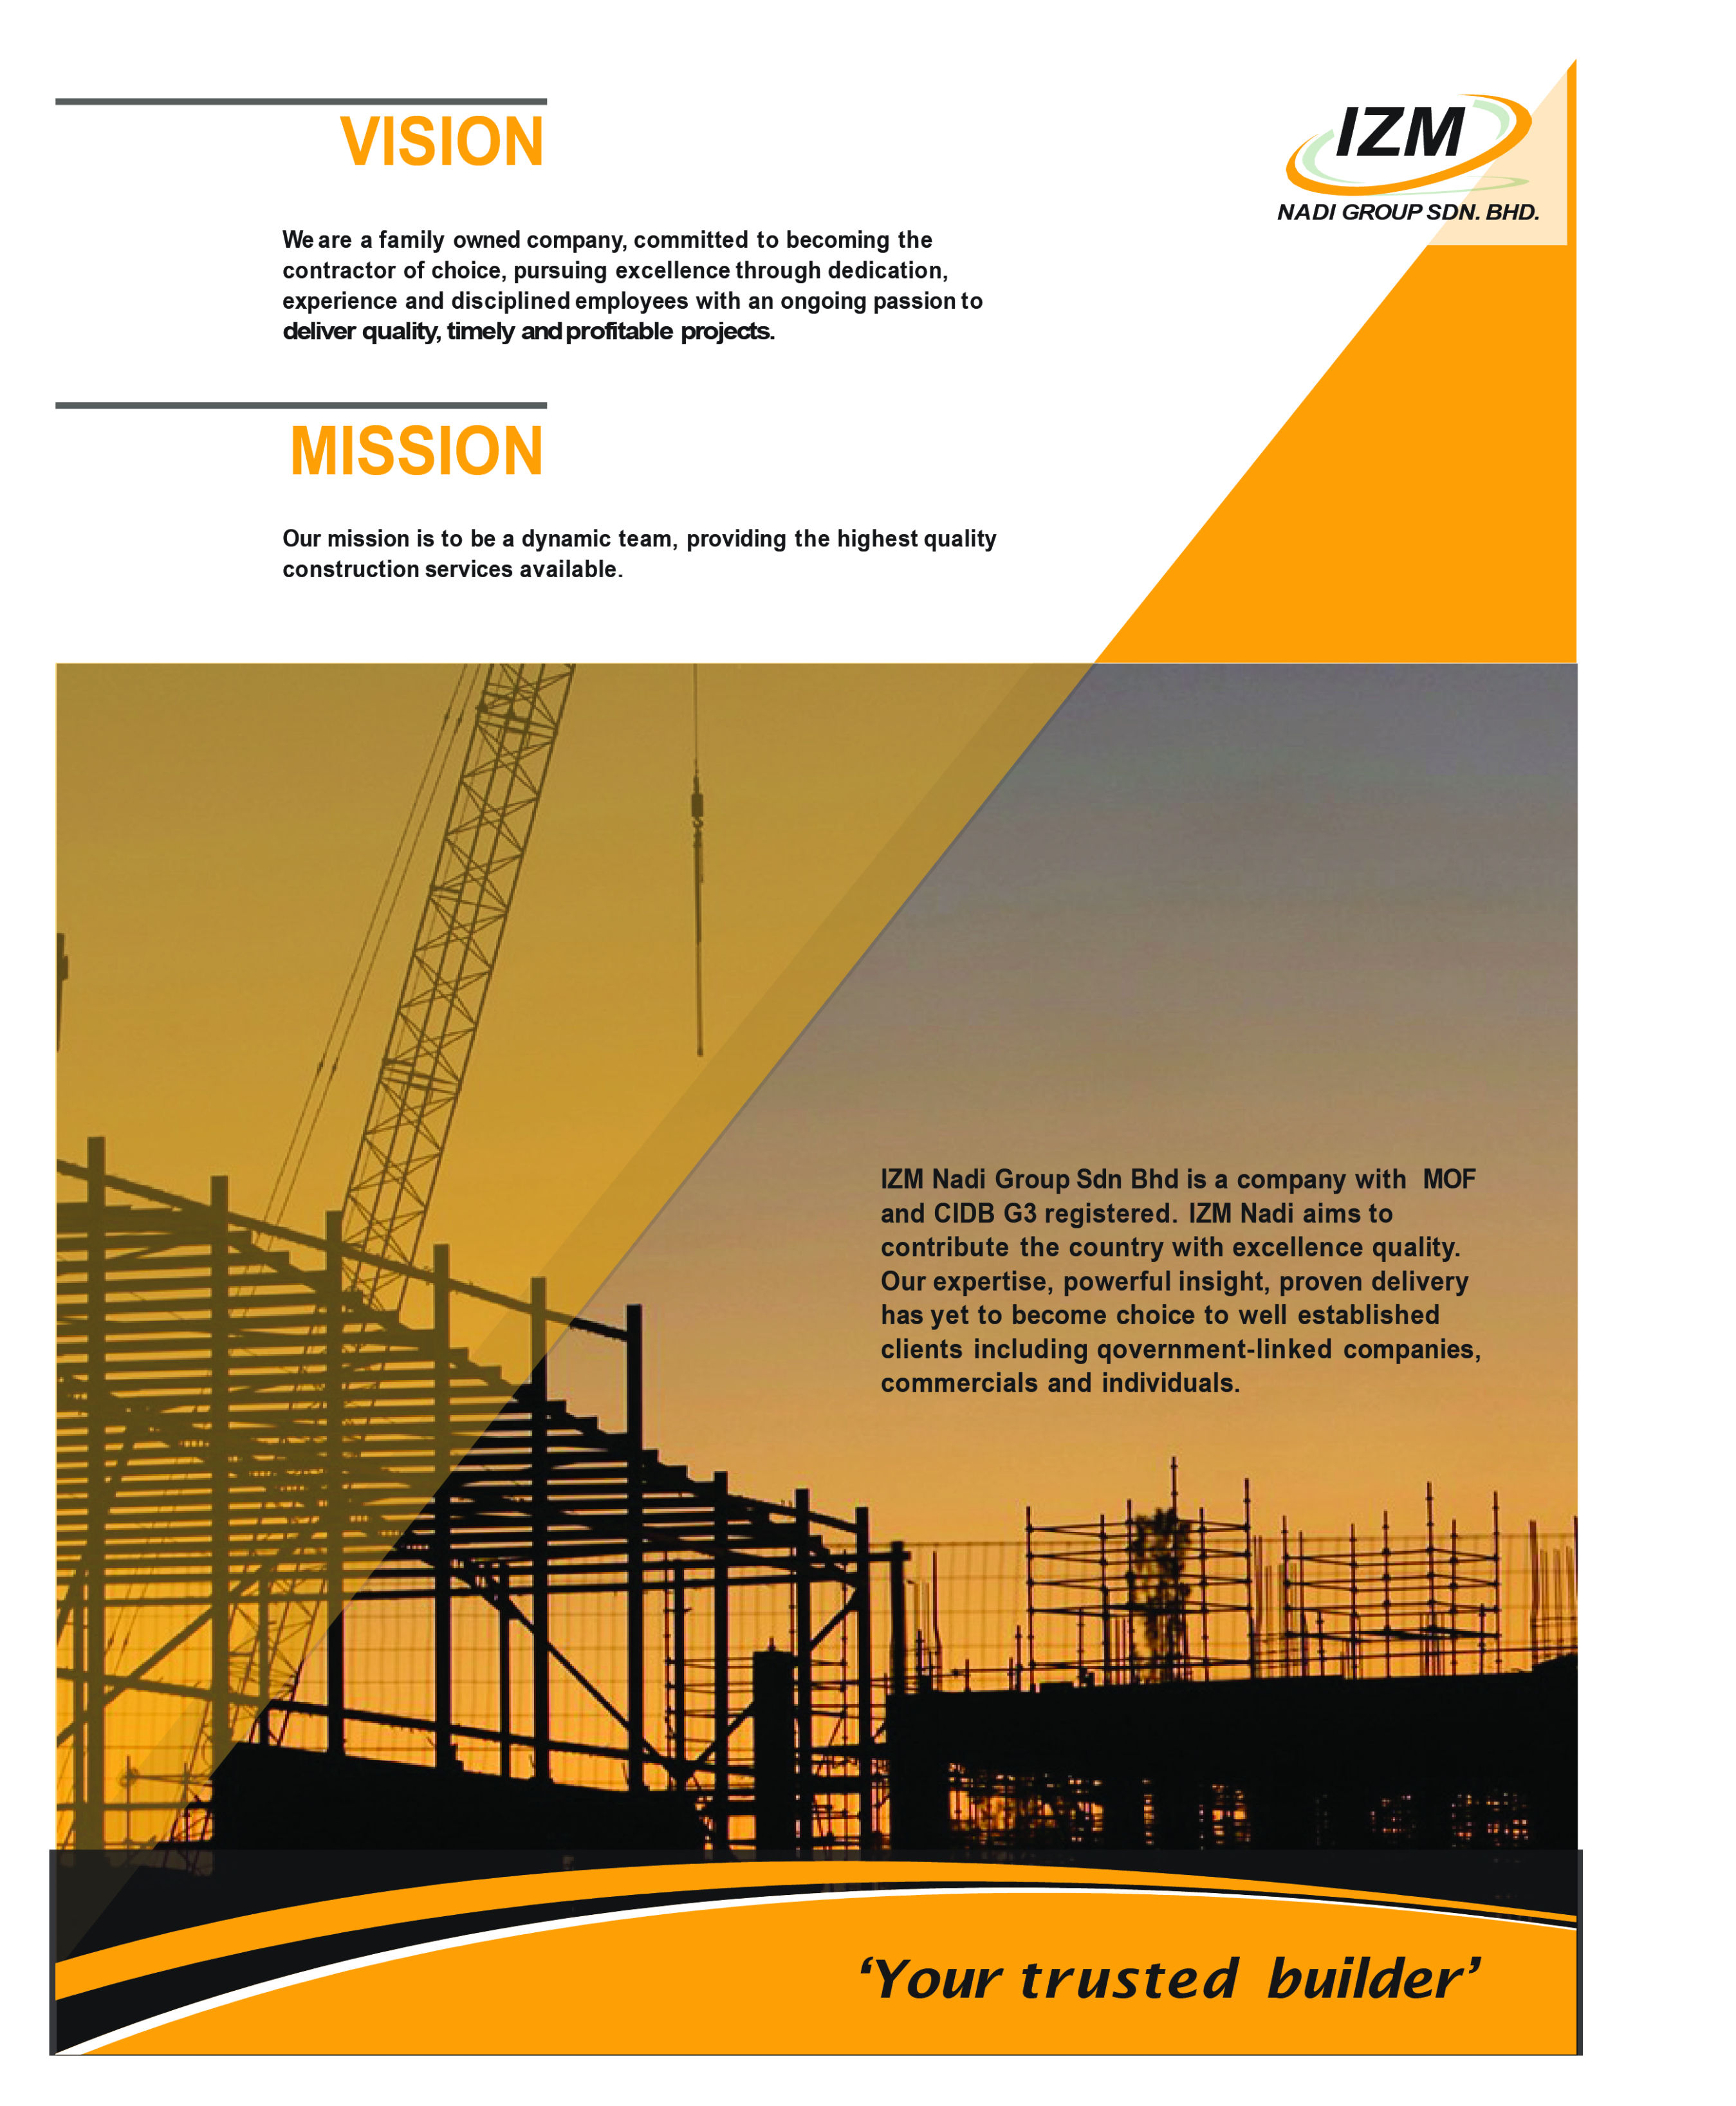 VISION
We are a family owned company, committed to becoming the
contractor of choice, pursuing excellence through dedication,
experience and disciplined employees with an ongoing passion to
deliver quality, timely and profitable projects.
MISSION
Our mission is to be a dynamic team, providing the highest quality
construction services available.
IZM
NADI GROUP SDN. BHD.
IZM Nadi Group Sdn Bhd is a company with MOF
and CIDB G3 registered. IZM Nadi aims to
contribute the country with excellence quality.
Our expertise, powerful insight, proven delivery
has yet to become choice to well established
clients including qovernment-linked companies,
commercials and individuals.
‘Your trusted builder’